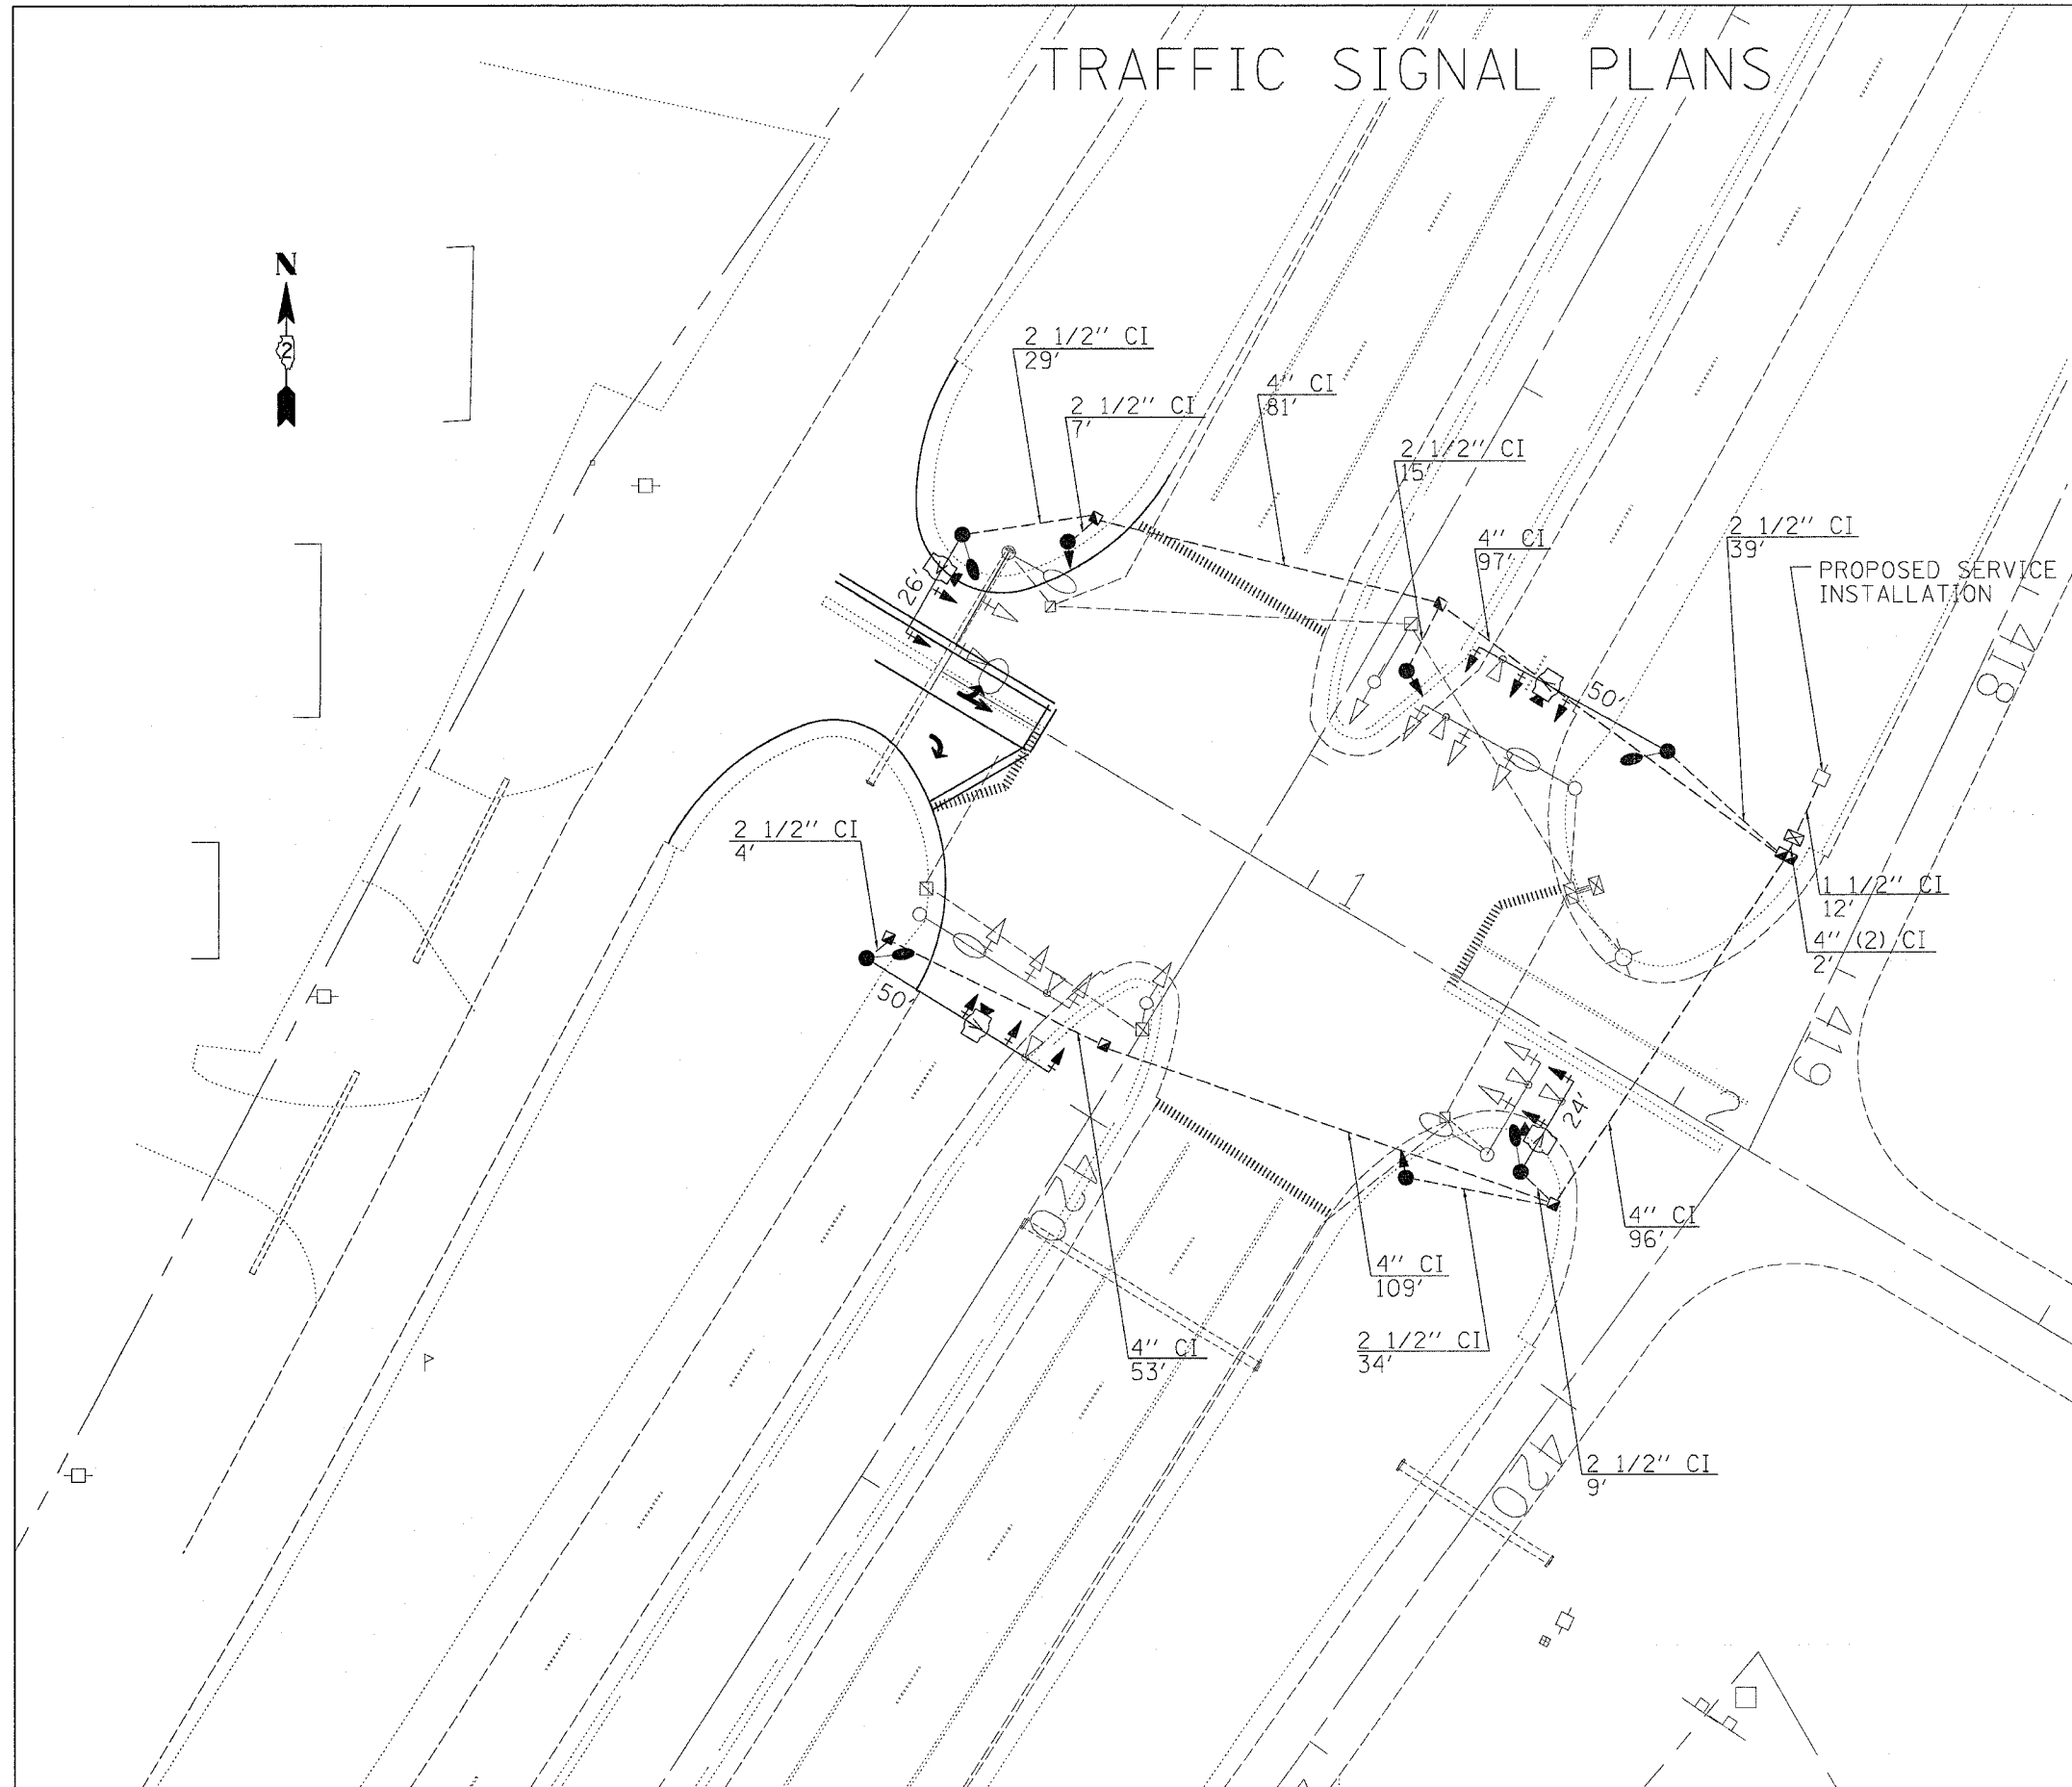 TRAFFIC SIGNAL PLANS
N
2
2 1/2" CI
29'
2 1/2" CI
7'
4" CI
81'
2 1/2" CI
15'
4" CI
97'
2 1/2" CI
39'
PROPOSED SERVICE
INSTALLATION
418
26'
50'
2 1/2" CI
4'
1
1 1/2" CI
12'
4" (2) CI
2'
419
50'
2
24'
420
4" CI
96'
4" CI
109'
2 1/2" CI
34'
4" CI
53'
420
2 1/2" CI
9'